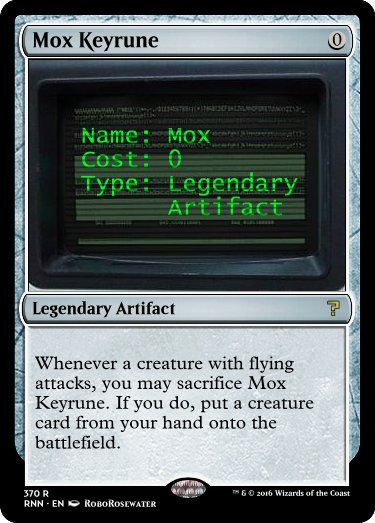 Mox Keyrune 0
Name: Mox
Cost: 0
Type: Legendary
Artifact
Legendary Artifact
Whenever a creature with flying
attacks, you may sacrifice Mox
Keyrune. If you do, put a creature
card from your hand onto the
battlefield.
370 R
RNN • EN RoboRosewater
™ & © 2016 Wizards of the Coast